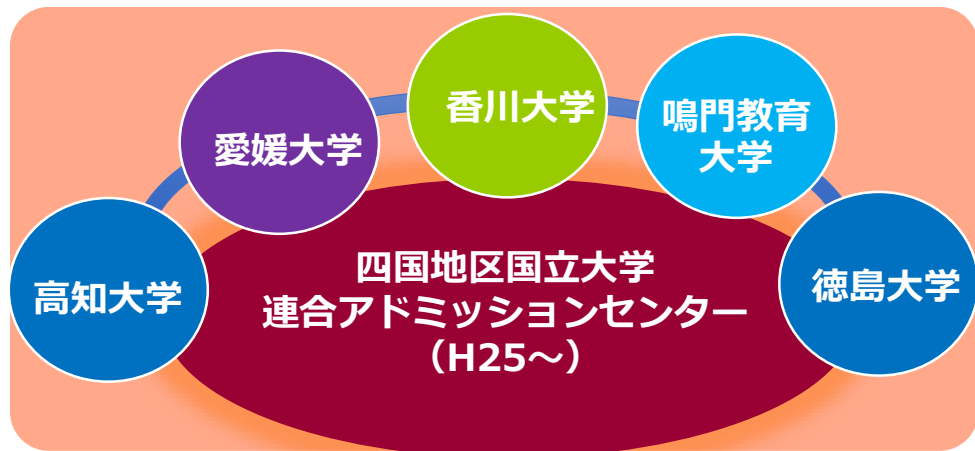 香川大学
鳴門教育
大学
愛媛大学
高知大学
徳島大学
四国地区国立大学
連合アドミッションセンター
（H25～）